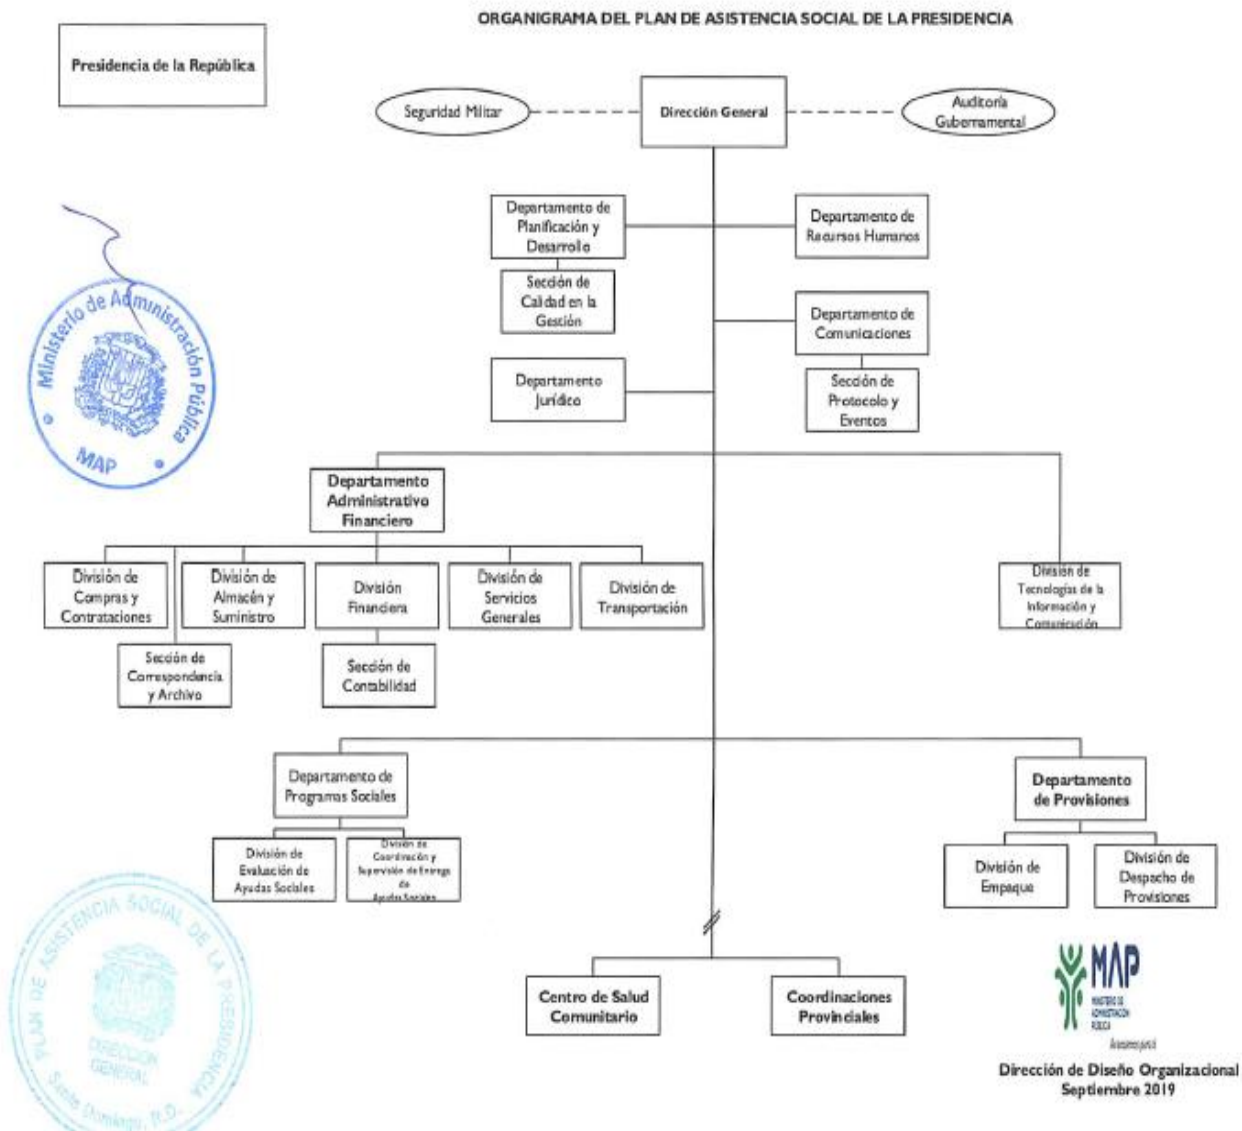 ORGANIGRAMA DEL PLAN DE ASISTENCIA SOCIAL DE LA PRESIDENCIA
Presidencia de la República
Seguridad Militar
Dirección General
Auditoría
Gubernamental
Departamento de
Planificación y
Desarrollo
Departamento de
Recursos Humanos
Sección de
Calidad en la
Gestión
Departamento de
Comunicaciones
Departamento
Jurídico
Sección de
Protocolo y
Eventos
Ministerio de Administración Pública
MAP
Departamento
Administrativo
Financiero
División de
Compras y
Contrataciones
División de
Almacén y
Suministro
División
Financiera
División de
Servicios
Generales
División de
Transportación
División de
Tecnologías de la
Información y
Comunicación
Sección de
Correspondencia
y Archivo
Sección de
Contabilidad
Departamento de
Programas Sociales
Departamento
de Provisiones
División de
Evaluación de
Ayudas Sociales
División de
Coordinación y
Supervisión de Entrega
de
Ayudas Sociales
División de
Empaque
División de
Despacho de
Provisiones
Centro de Salud
Comunitario
Coordinaciones
Provinciales
PLAN DE ASISTENCIA SOCIAL DE LA PRESIDENCIA
DIRECCIÓN
GENERAL
Santo Domingo, R.D.
MAP
MINISTERIO DE
ADMINISTRACIÓN
PÚBLICA
Dirección de Diseño Organizacional
Septiembre 2019